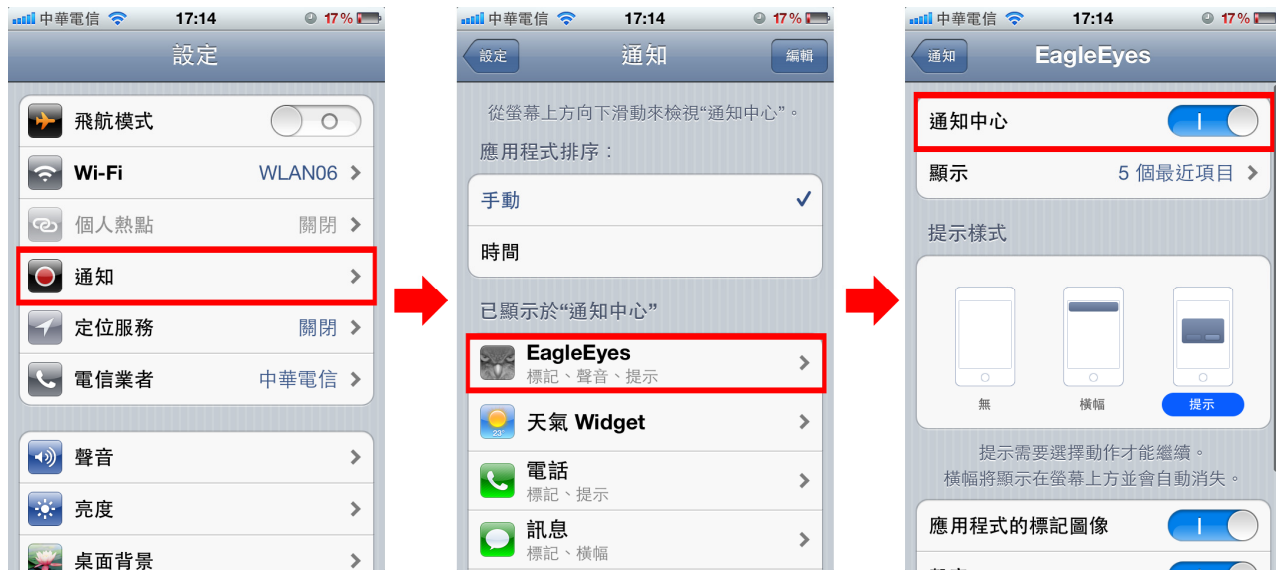 中華電信 17:14 17%
設定
飛航模式
Wi-Fi WLAN06
個人熱點 關閉
通知
定位服務 關閉
電信業者 中華電信
聲音
亮度
桌面背景
中華電信 17:14 17%
設定 通知 編輯
從螢幕上方向下滑動來檢視“通知中心”。
應用程式排序：
手動
時間
已顯示於“通知中心”
EagleEyes
標記、聲音、提示
23°
天氣 Widget
電話
標記、提示
訊息
標記、橫幅
中華電信 17:14 17%
通知 EagleEyes
通知中心
顯示 5 個最近項目
提示樣式
無 橫幅 提示
提示需要選擇動作才能繼續。
橫幅將顯示在螢幕上方並會自動消失。
應用程式的標記圖像